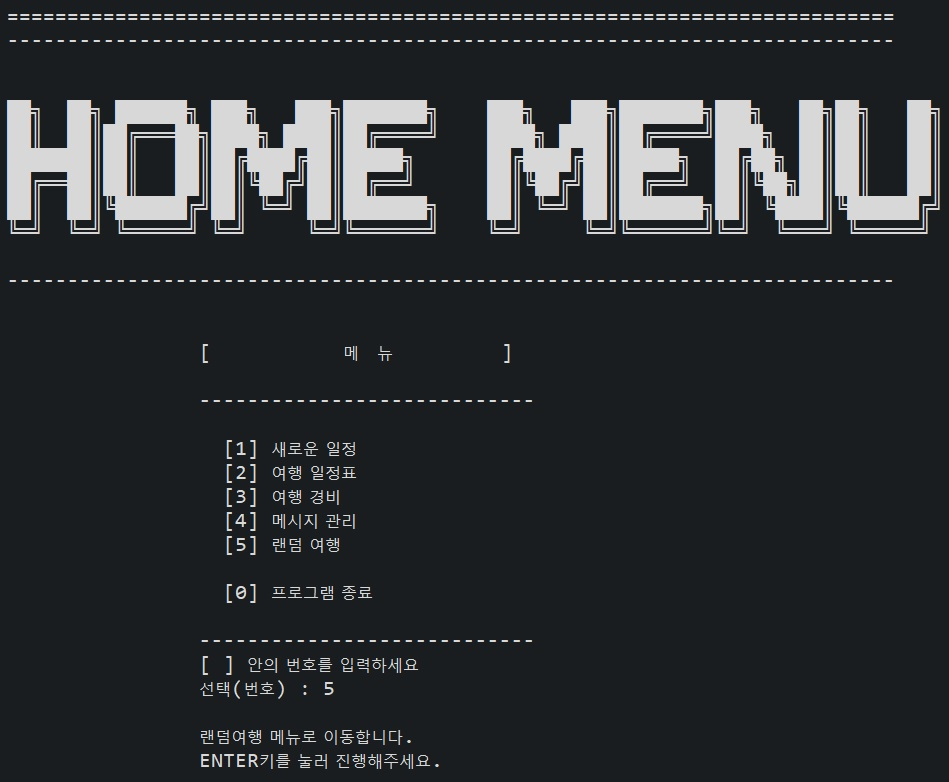 HOME MENU
[ 메 뉴 ]
[1] 새로운 일정
[2] 여행 일정표
[3] 여행 경비
[4] 메시지 관리
[5] 랜덤 여행
[0] 프로그램 종료
[ ] 안의 번호를 입력하세요
선택(번호) : 5
랜덤여행 메뉴로 이동합니다.
ENTER키를 눌러 진행해주세요.